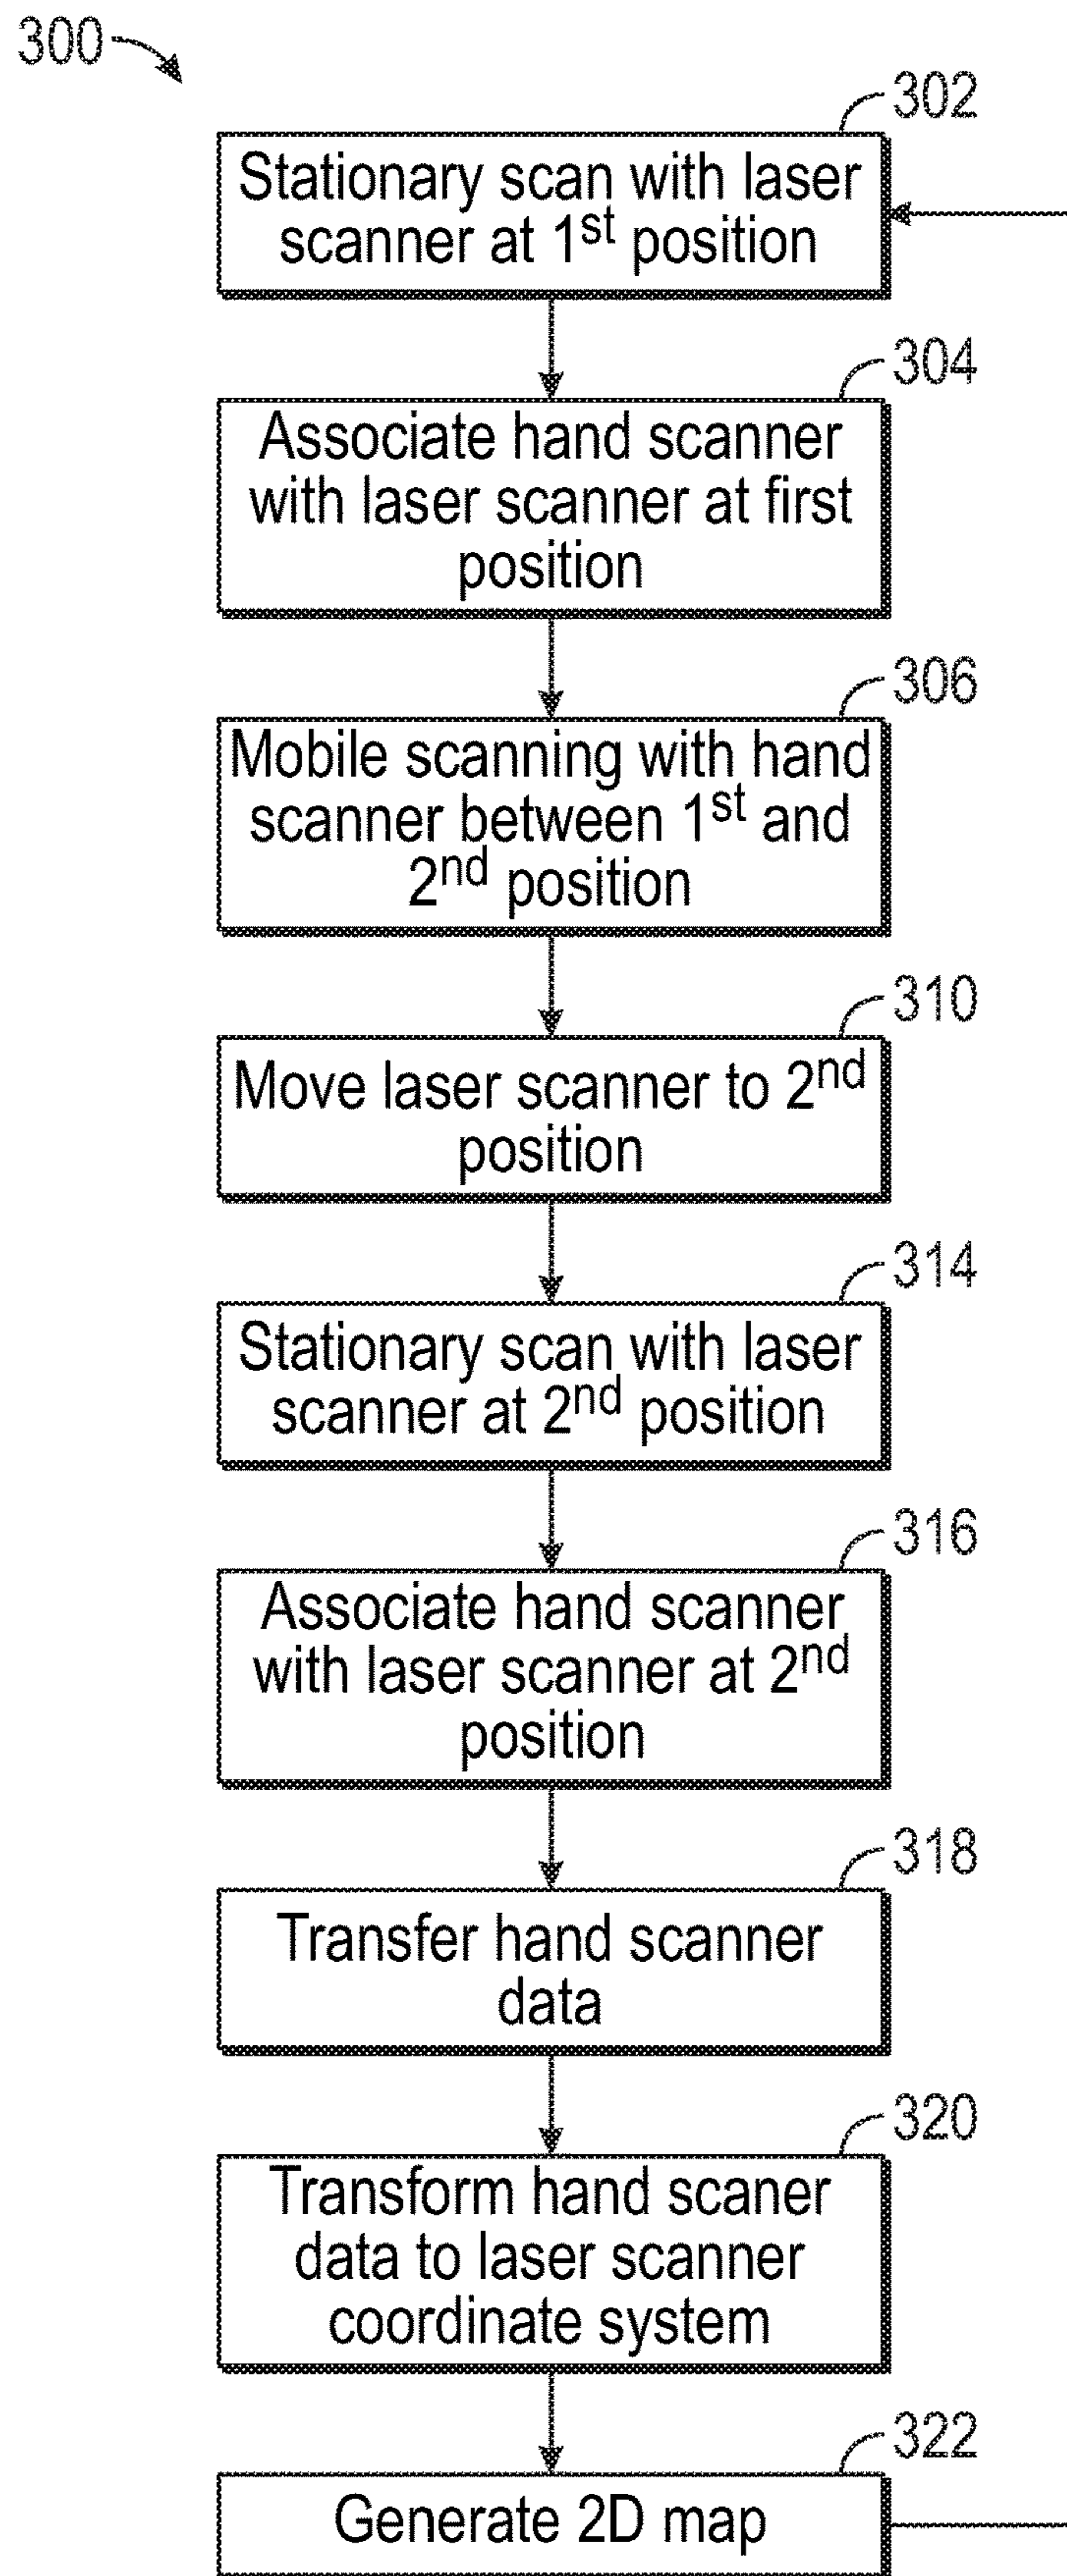 300
302
Stationary scan with laser
scanner at 1st position
304
Associate hand scanner
with laser scanner at first
position
306
Mobile scanning with hand
scanner between 1st and
2nd position
310
Move laser scanner to 2nd
position
314
Stationary scan with laser
scanner at 2nd position
316
Associate hand scanner
with laser scanner at 2nd
position
318
Transfer hand scanner
data
320
Transform hand scaner
data to laser scanner
coordinate system
322
Generate 2D map